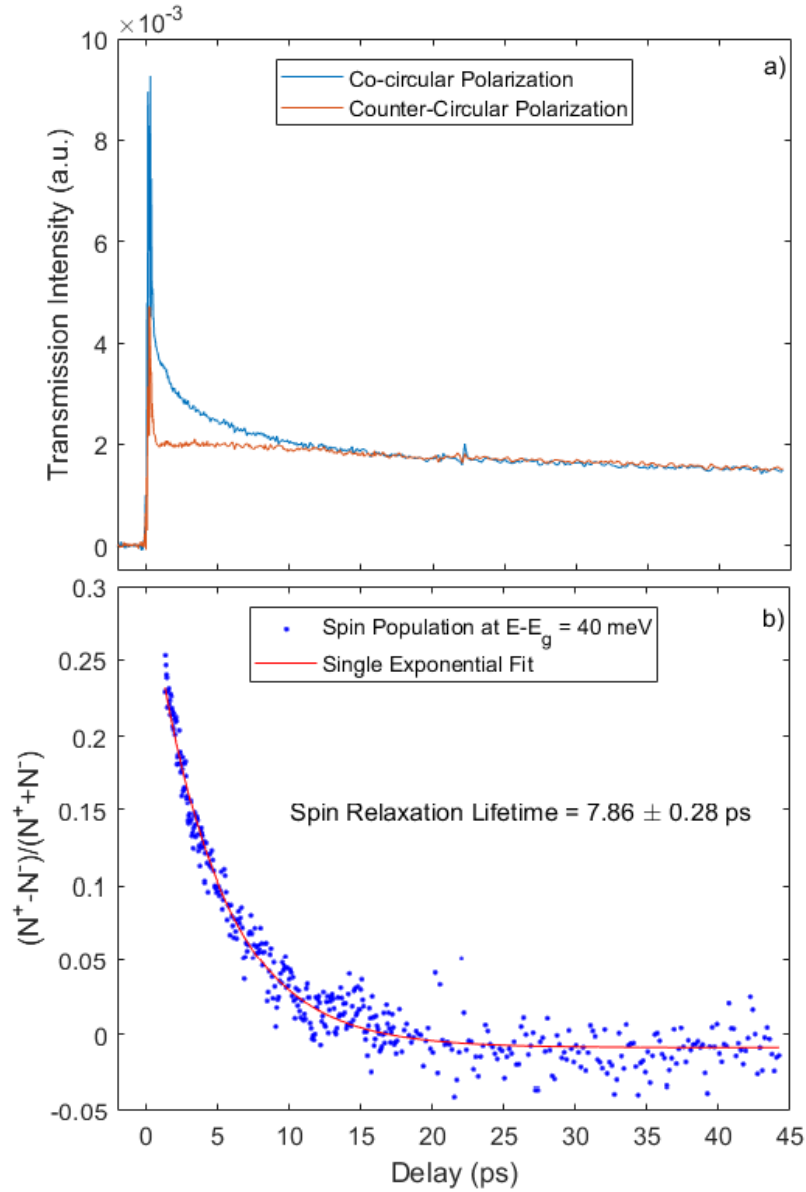 ×10⁻³
a)
Co-circular Polarization
Counter-Circular Polarization
Transmission Intensity (a.u.)
10
8
6
4
2
0
b)
Spin Population at E-E_g = 40 meV
Single Exponential Fit
Spin Relaxation Lifetime = 7.86 ± 0.28 ps
(N⁺-N⁻)/(N⁺+N⁻)
0.3
0.25
0.2
0.15
0.1
0.05
0
-0.05
0 5 10 15 20 25 30 35 40 45
Delay (ps)